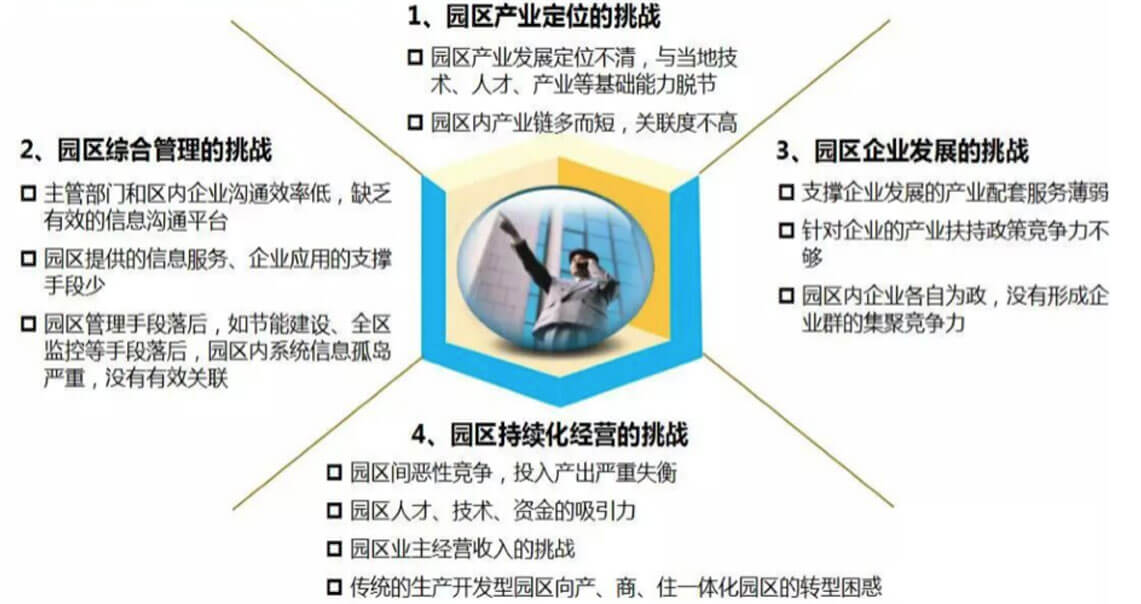 1、园区产业定位的挑战
园区产业发展定位不清，与当地技
术、人才、产业等基础能力脱节
园区内产业链多而短，关联度不高
2、园区综合管理的挑战
主管部门和区内企业沟通效率低，缺乏
有效的信息沟通平台
园区提供的信息服务、企业应用的支撑
手段少
园区管理手段落后，如节能建设、全区
监控等手段落后，园区内系统信息孤岛
严重，没有有效关联
3、园区企业发展的挑战
支撑企业发展的产业配套服务薄弱
针对企业的产业扶持政策竞争力不
够
园区内企业各自为政，没有形成企
业群的集聚竞争力
4、园区持续化经营的挑战
园区间恶性竞争，投入产出严重失衡
园区人才、技术、资金的吸引力
园区业主经营收入的挑战
传统的生产开发型园区向产、商、住一体化园区的转型困惑